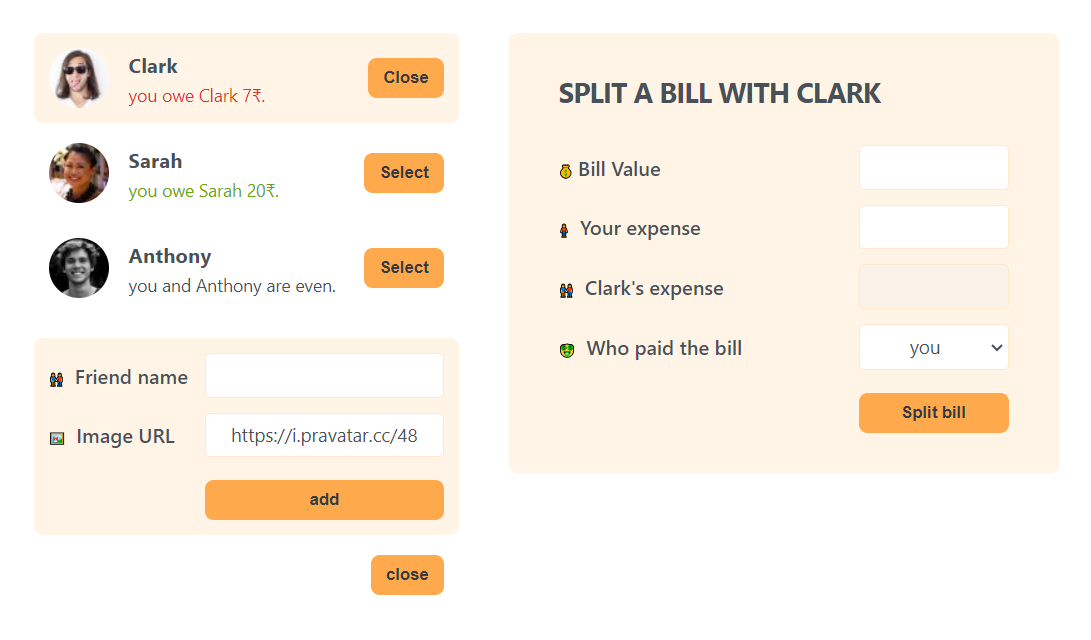 Clark
you owe Clark 7₹.
Close
Sarah
you owe Sarah 20₹.
Select
Anthony
you and Anthony are even.
Select
Friend name
Image URL
https://i.pravatar.cc/48
add
close
SPLIT A BILL WITH CLARK
Bill Value
Your expense
Clark's expense
Who paid the bill
you
Split bill